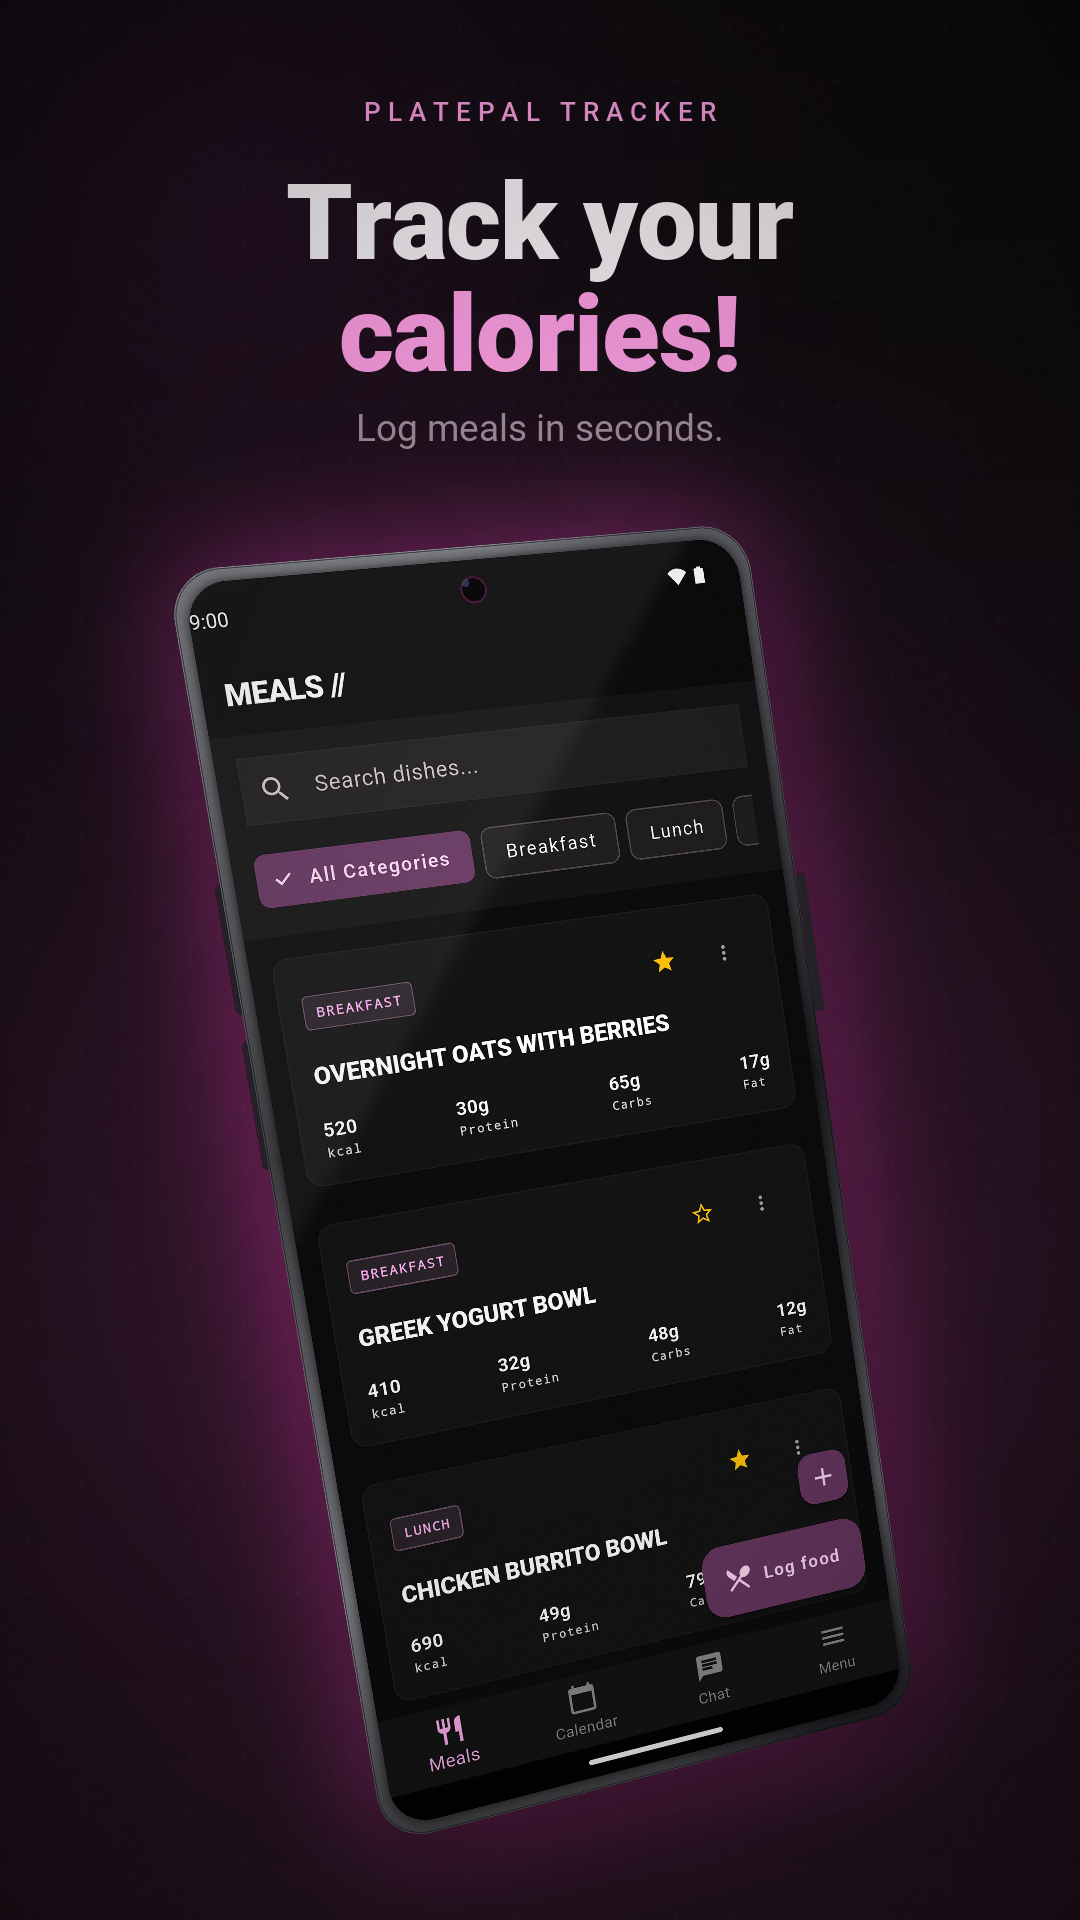 PLATEPAL TRACKER
Track your
calories!
Log meals in seconds.
9:00
MEALS //
Search dishes...
All Categories
Breakfast
Lunch
BREAKFAST
OVERNIGHT OATS WITH BERRIES
520 30g 65g 17g
kcal Protein Carbs Fat
BREAKFAST
GREEK YOGURT BOWL
410 32g 48g 12g
kcal Protein Carbs Fat
LUNCH
CHICKEN BURRITO BOWL
690 49g
kcal Protein
Log food
Meals Calendar Chat Menu